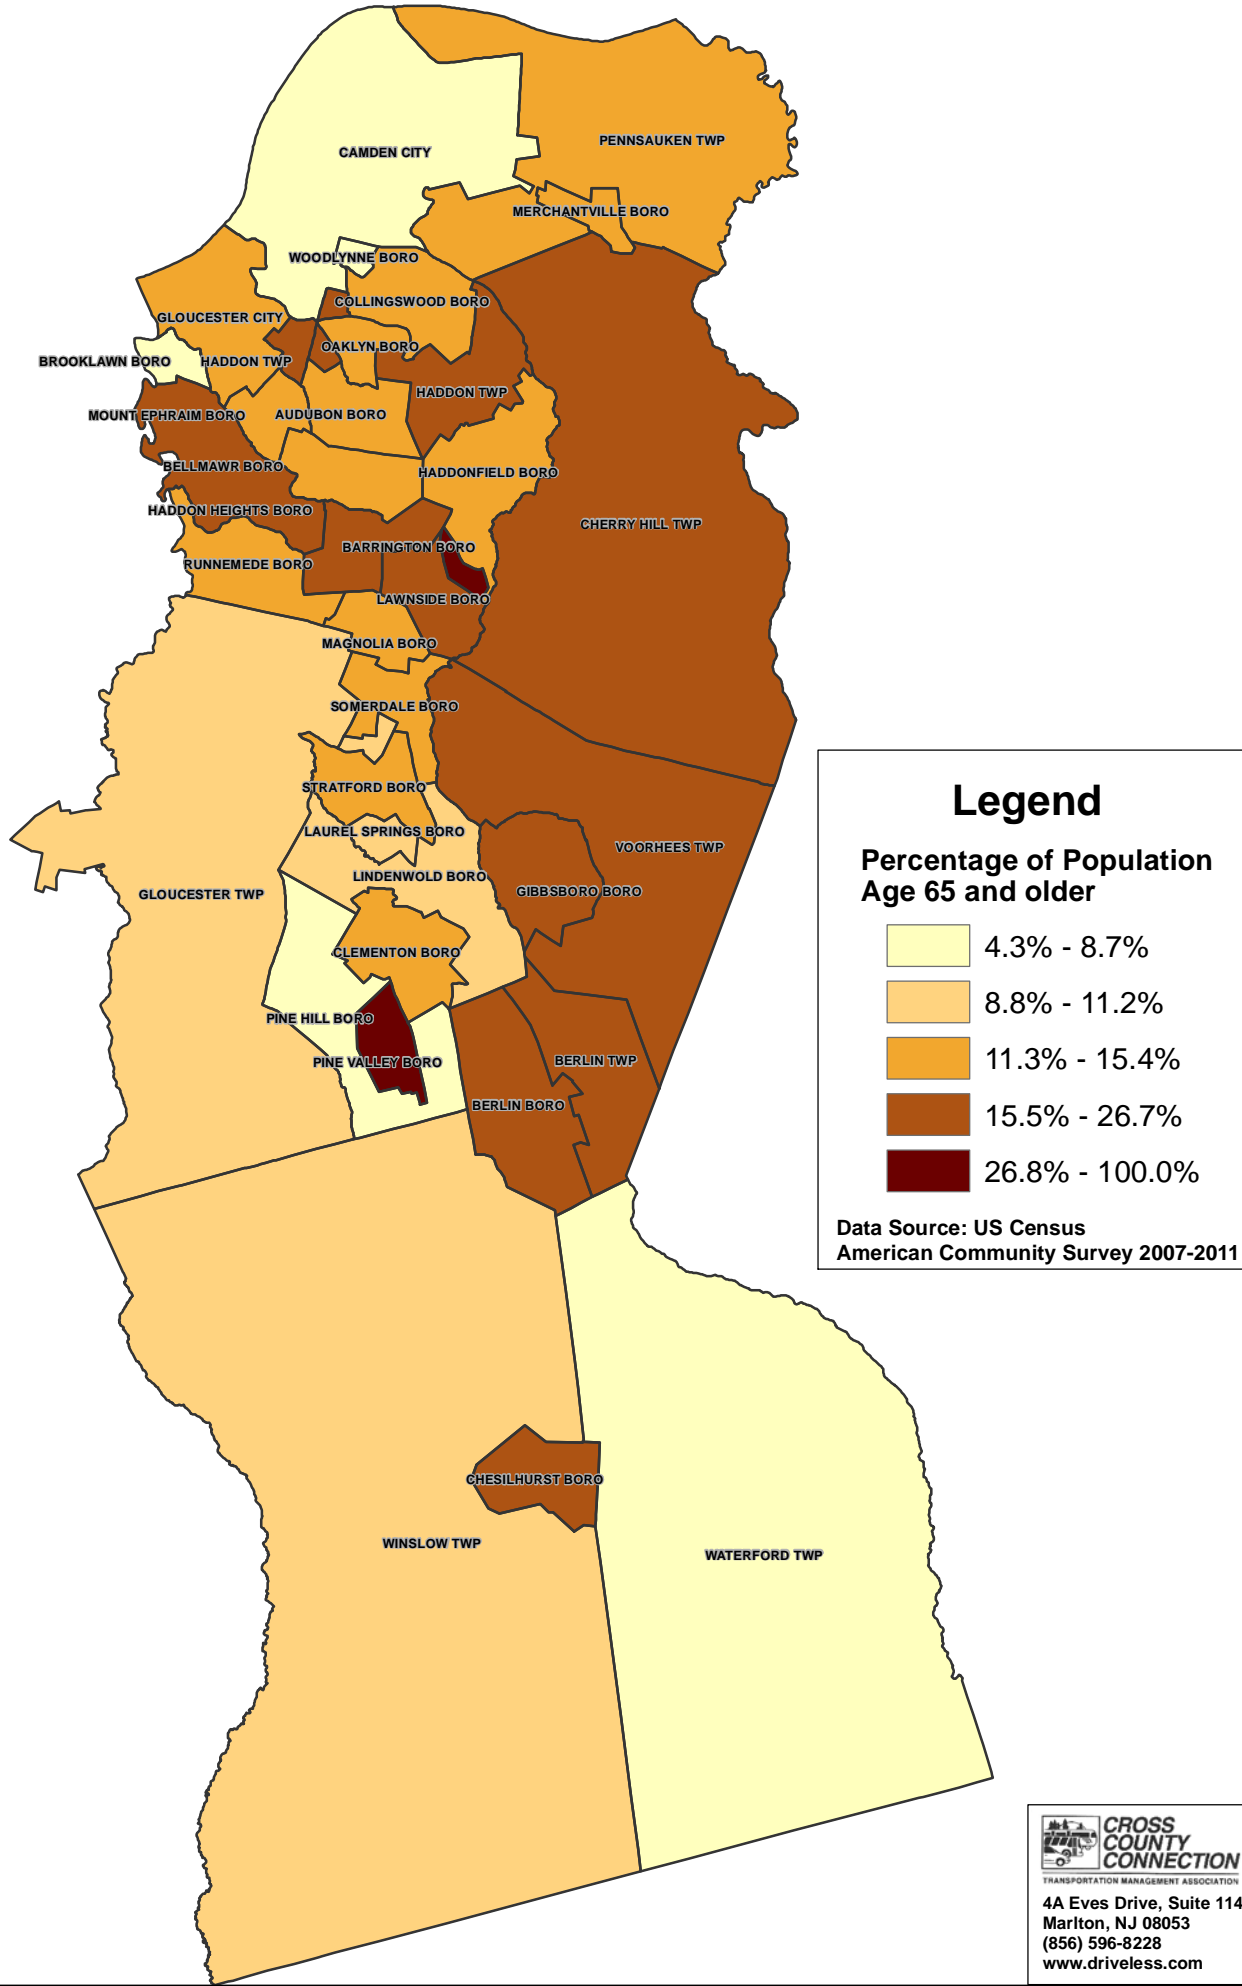 CAMDEN CITY
PENNSAUKEN TWP
MERCHANTVILLE BORO
WOODLYNNE BORO
COLLINGSWOOD BORO
GLOUCESTER CITY
OAKLYN BORO
BROOKLAWN BORO
HADDON TWP
HADDON TWP
MOUNT EPHRAIM BORO
AUDUBON BORO
BELLMAWR BORO
HADDONFIELD BORO
HADDON HEIGHTS BORO
CHERRY HILL TWP
BARRINGTON BORO
RUNNEMEDE BORO
LAWNSIDE BORO
MAGNOLIA BORO
SOMERDALE BORO
STRATFORD BORO
LAUREL SPRINGS BORO
VOORHEES TWP
LINDENWOLD BORO
GIBBSBORO BORO
GLOUCESTER TWP
CLEMENTON BORO
PINE HILL BORO
PINE VALLEY BORO
BERLIN TWP
BERLIN BORO
CHESILHURST BORO
WINSLOW TWP
WATERFORD TWP
Legend
Percentage of Population
Age 65 and older
4.3% - 8.7%
8.8% - 11.2%
11.3% - 15.4%
15.5% - 26.7%
26.8% - 100.0%
Data Source: US Census
American Community Survey 2007-2011
CROSS
COUNTY
CONNECTION
TRANSPORTATION MANAGEMENT ASSOCIATION
4A Eves Drive, Suite 114
Marlton, NJ 08053
(856) 596-8228
www.driveless.com